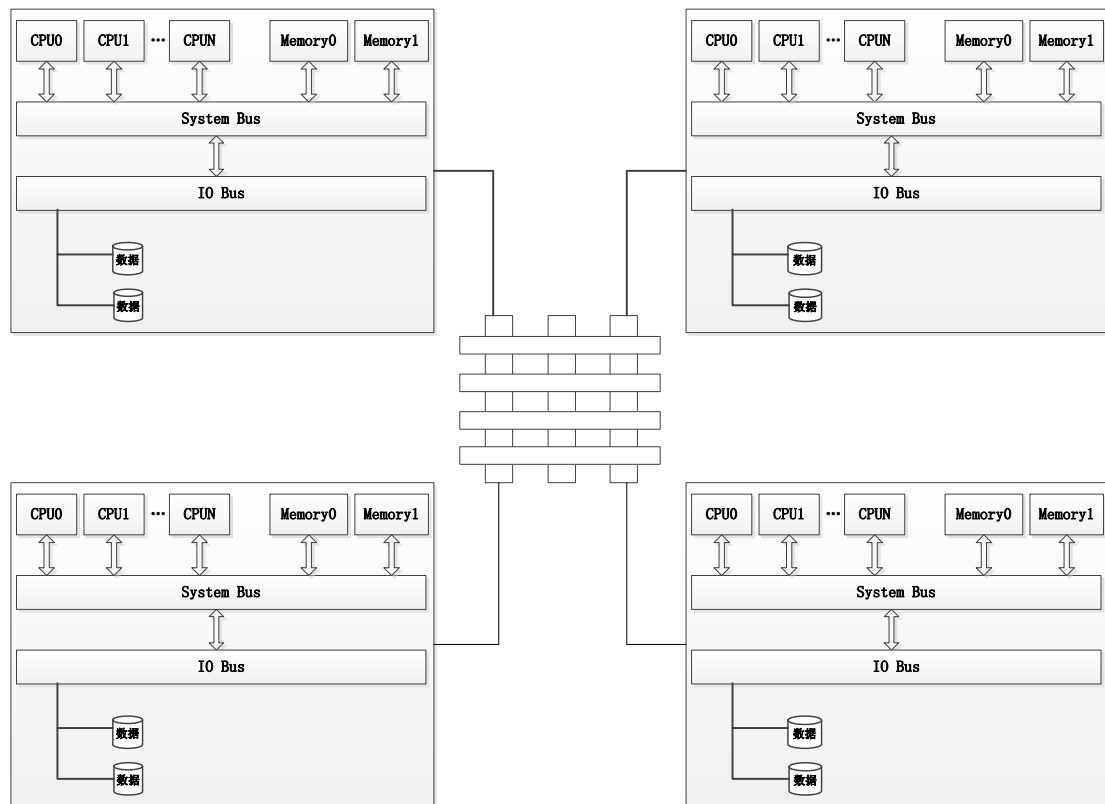 CPU0 CPU1 ··· CPUN Memory0 Memory1
System Bus
IO Bus
数据
数据
CPU0 CPU1 ··· CPUN Memory0 Memory1
System Bus
IO Bus
数据
数据
CPU0 CPU1 ··· CPUN Memory0 Memory1
System Bus
IO Bus
数据
数据
CPU0 CPU1 ··· CPUN Memory0 Memory1
System Bus
IO Bus
数据
数据